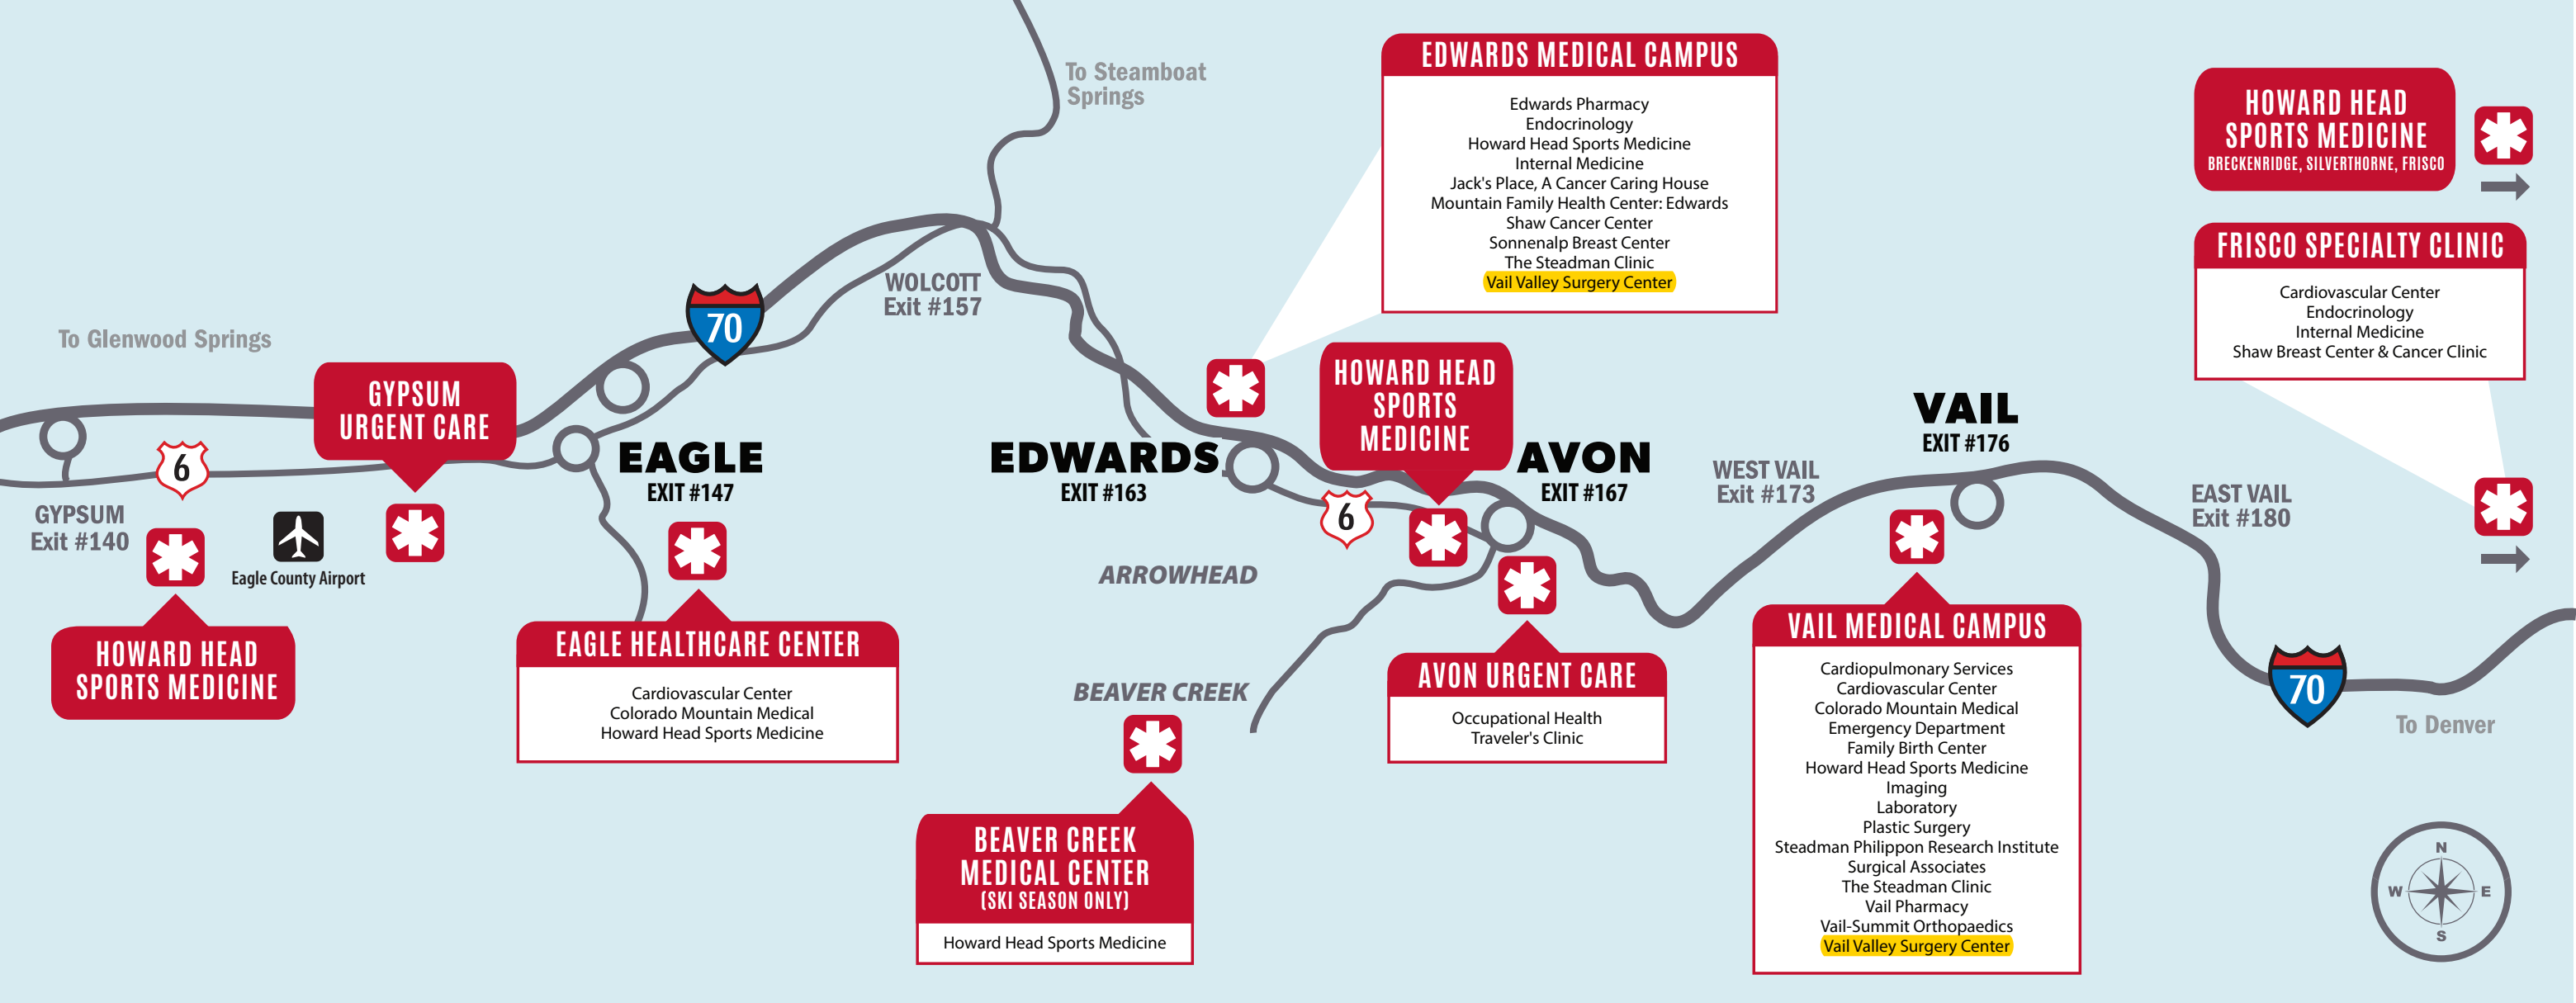 To Steamboat
Springs
EDWARDS MEDICAL CAMPUS
Edwards Pharmacy
Endocrinology
Howard Head Sports Medicine
Internal Medicine
Jack's Place, A Cancer Caring House
Mountain Family Health Center: Edwards
Shaw Cancer Center
Sonnenalp Breast Center
The Steadman Clinic
Vail Valley Surgery Center
HOWARD HEAD
SPORTS MEDICINE
BRECKENRIDGE, SILVERTHORNE, FRISCO
FRISCO SPECIALTY CLINIC
Cardiovascular Center
Endocrinology
Internal Medicine
Shaw Breast Center & Cancer Clinic
To Glenwood Springs
70
WOLCOTT
Exit #157
GYPSUM
URGENT CARE
6
GYPSUM
Exit #140
Eagle County Airport
HOWARD HEAD
SPORTS MEDICINE
EAGLE
EXIT #147
EAGLE HEALTHCARE CENTER
Cardiovascular Center
Colorado Mountain Medical
Howard Head Sports Medicine
EDWARDS
EXIT #163
HOWARD HEAD
SPORTS
MEDICINE
6
AVON
EXIT #167
ARROWHEAD
BEAVER CREEK
BEAVER CREEK
MEDICAL CENTER
(SKI SEASON ONLY)
Howard Head Sports Medicine
AVON URGENT CARE
Occupational Health
Traveler's Clinic
WEST VAIL
Exit #173
VAIL
EXIT #176
VAIL MEDICAL CAMPUS
Cardiopulmonary Services
Cardiovascular Center
Colorado Mountain Medical
Emergency Department
Family Birth Center
Howard Head Sports Medicine
Imaging
Laboratory
Plastic Surgery
Steadman Philippon Research Institute
Surgical Associates
The Steadman Clinic
Vail Pharmacy
Vail-Summit Orthopaedics
Vail Valley Surgery Center
EAST VAIL
Exit #180
70
To Denver
N
W
E
S